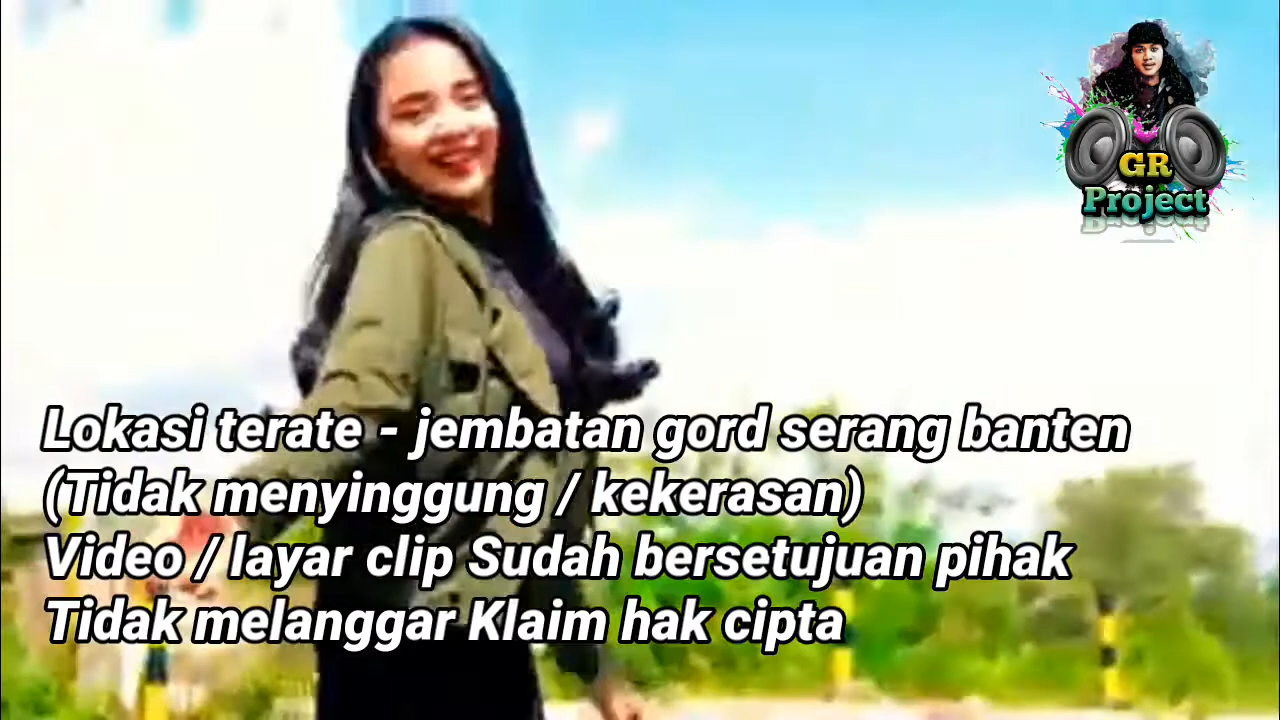 GR
Project
Lokasi terate - jembatan gord serang banten
(Tidak menyinggung / kekerasan)
Video / layar clip Sudah bersetujuan pihak
Tidak melanggar Klaim hak cipta